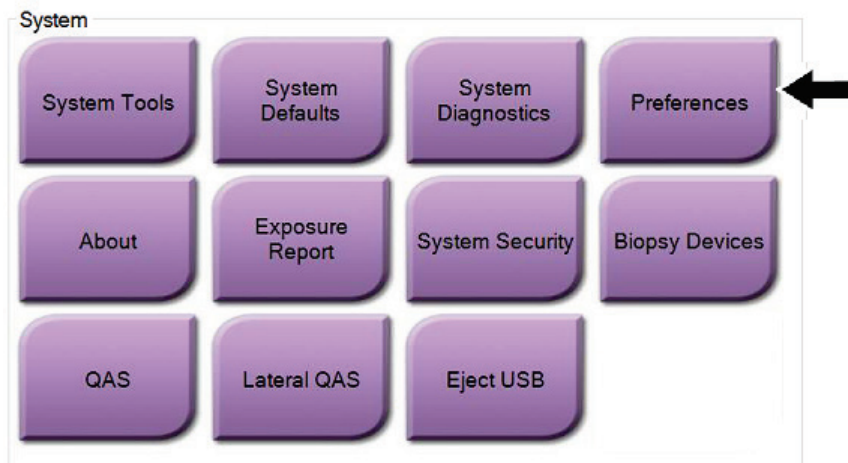 System
System Tools
System
Defaults
System
Diagnostics
Preferences
About
Exposure
Report
System Security
Biopsy Devices
QAS
Lateral QAS
Eject USB